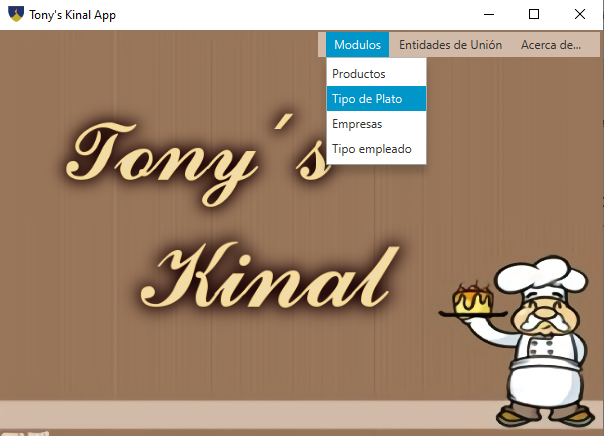 Tony's Kinal App
Modulos Entidades de Unión Acerca de...
Productos
Tipo de Plato
Empresas
Tipo empleado
Tony´s
Kinal